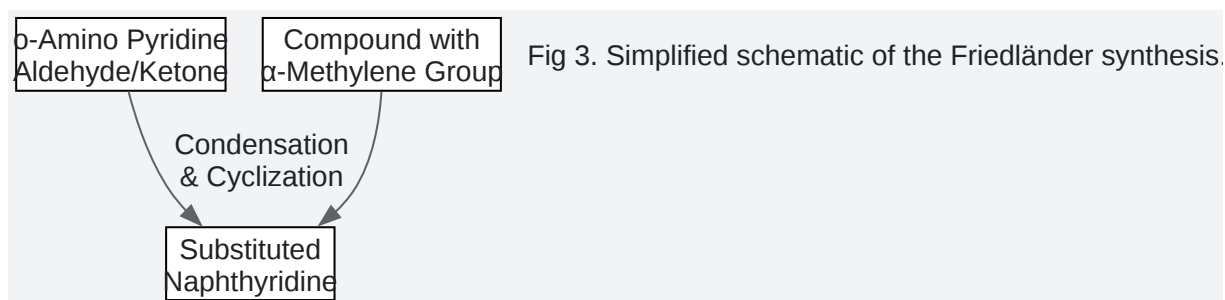 o-Amino Pyridine
Aldehyde/Ketone
Compound with
α-Methylene Group
Fig 3. Simplified schematic of the Friedländer synthesis.
Condensation
& Cyclization
Substituted
Naphthyridine